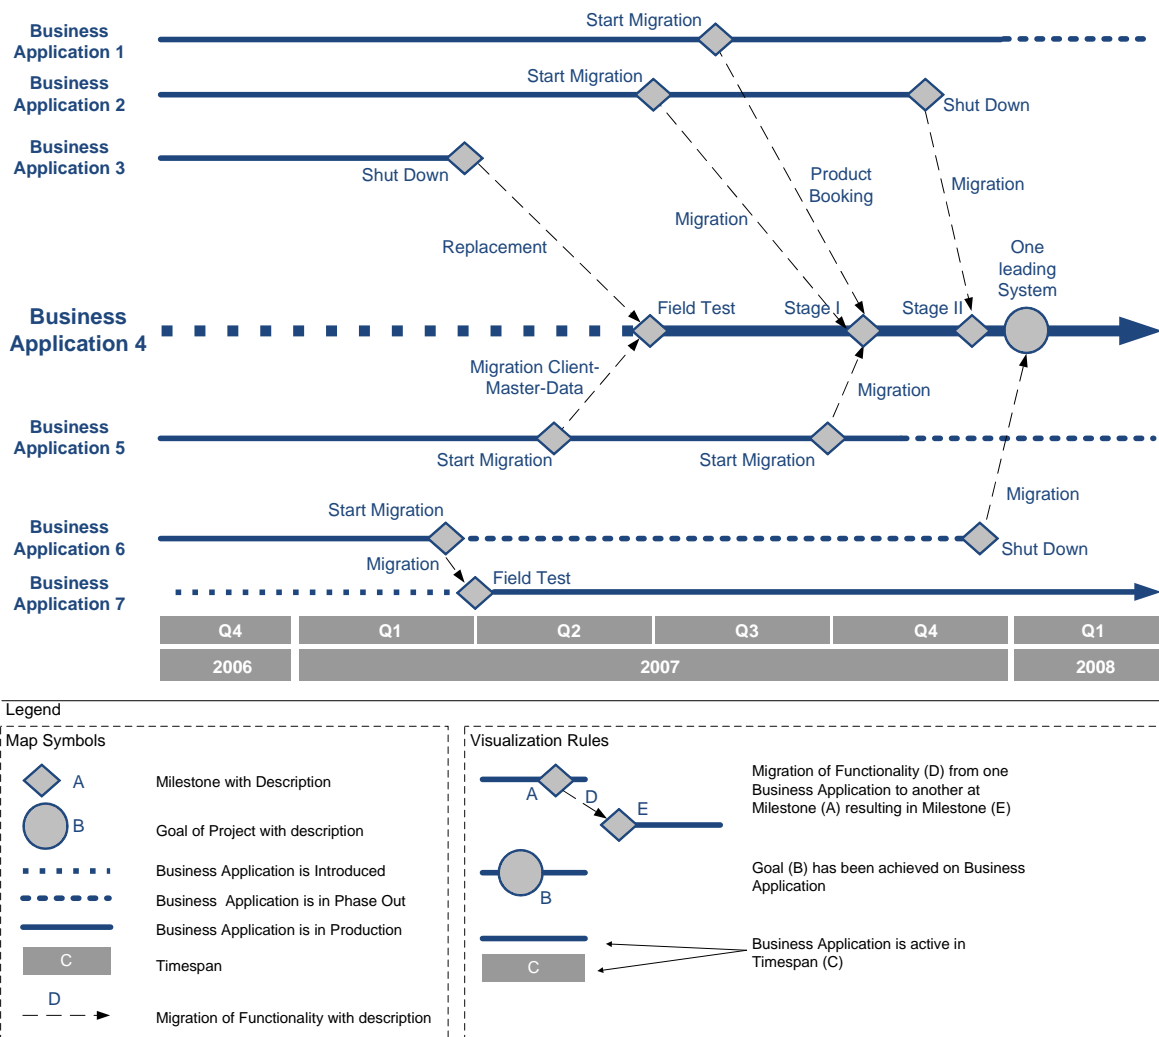 Business
Application 1
Start Migration
Business
Application 2
Start Migration
Shut Down
Business
Application 3
Shut Down
Product
Booking
Migration
Migration
Replacement
One
leading
System
Business
Application 4
Field Test
Stage I
Stage II
Migration Client-
Master-Data
Migration
Business
Application 5
Start Migration
Start Migration
Migration
Business
Application 6
Start Migration
Shut Down
Migration
Business
Application 7
Field Test
Q4
Q1
Q2
Q3
Q4
Q1
2006
2007
2008
Legend
Map Symbols
A
Milestone with Description
B
Goal of Project with description
Business Application is Introduced
Business Application is in Phase Out
Business Application is in Production
C
Timespan
D
Migration of Functionality with description
Visualization Rules
A
D
E
Migration of Functionality (D) from one
Business Application to another at
Milestone (A) resulting in Milestone (E)
B
Goal (B) has been achieved on Business
Application
C
Business Application is active in
Timespan (C)